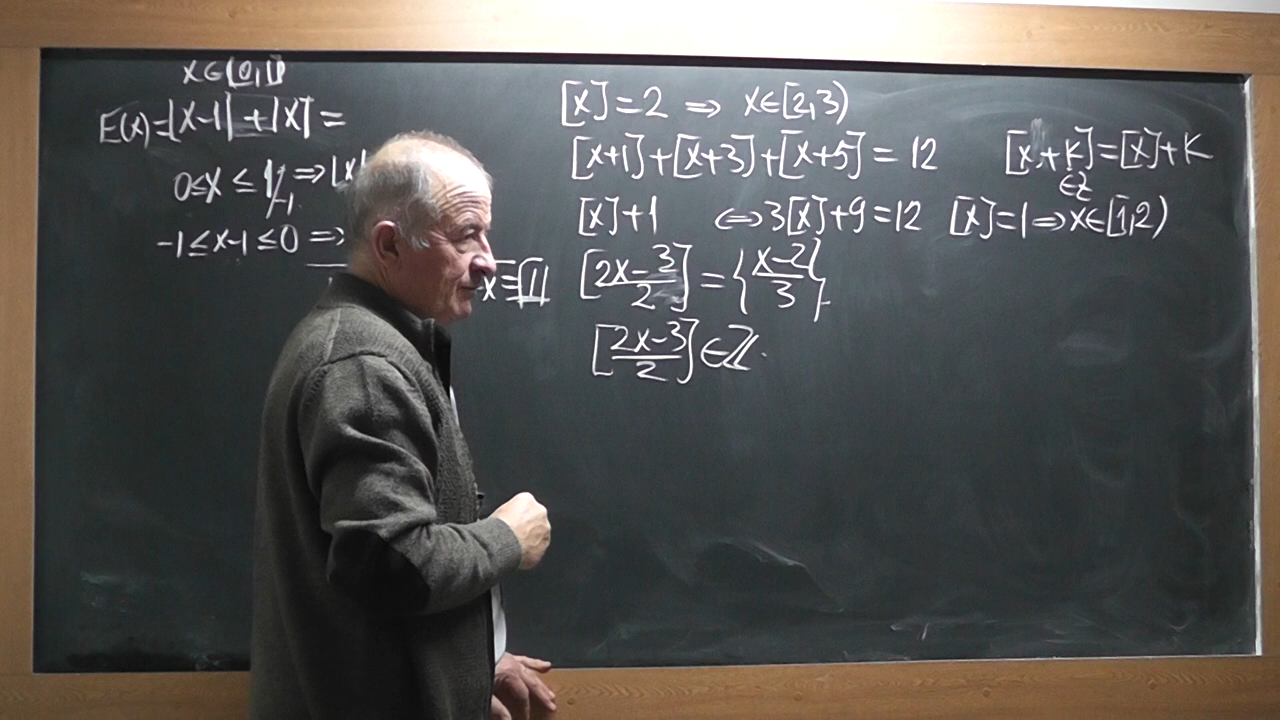 x∈[0,1]
E(x)=|x-1|+|x|=
0≤x≤1/-1 ⇒|x|
-1≤x-1≤0 ⇒
[x]=2 ⇒ x∈[2,3)
[x+1]+[x+3]+[x+5]=12
[x+K]=[x]+K
∈Z
[x]+1 ⇔3[x]+9=12 [x]=1⇒x∈[1,2)
[2x-3/2]={x-2/3}
[2x-3/2]∈Z.